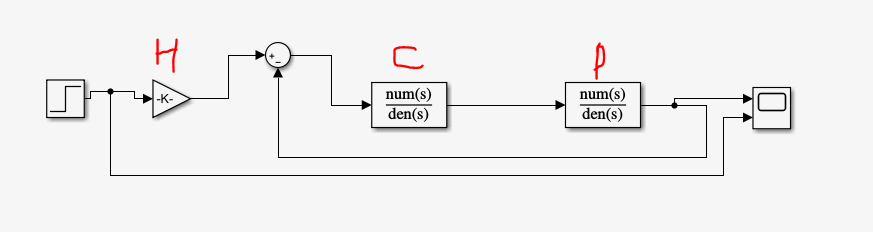 H
C
P
-K-
+
-
num(s)
den(s)
num(s)
den(s)